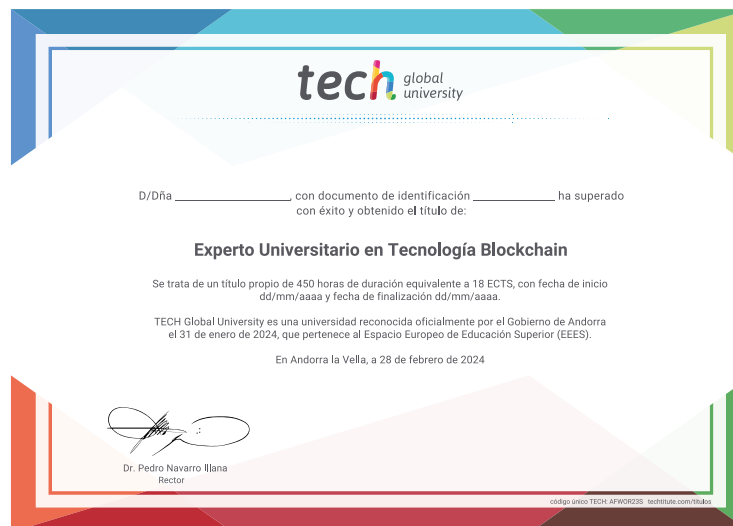 tech global
university
D/Dña ______________, con documento de identificación ______________ ha superado
con éxito y obtenido el título de:
Experto Universitario en Tecnología Blockchain
Se trata de un título propio de 450 horas de duración equivalente a 18 ECTS, con fecha de inicio
dd/mm/aaaa y fecha de finalización dd/mm/aaaa.
TECH Global University es una universidad reconocida oficialmente por el Gobierno de Andorra
el 31 de enero de 2024, que pertenece al Espacio Europeo de Educación Superior (EEES).
En Andorra la Vella, a 28 de febrero de 2024
Dr. Pedro Navarro Illana
Rector
código único TECH: AFWOR23S techtitute.com/titulos